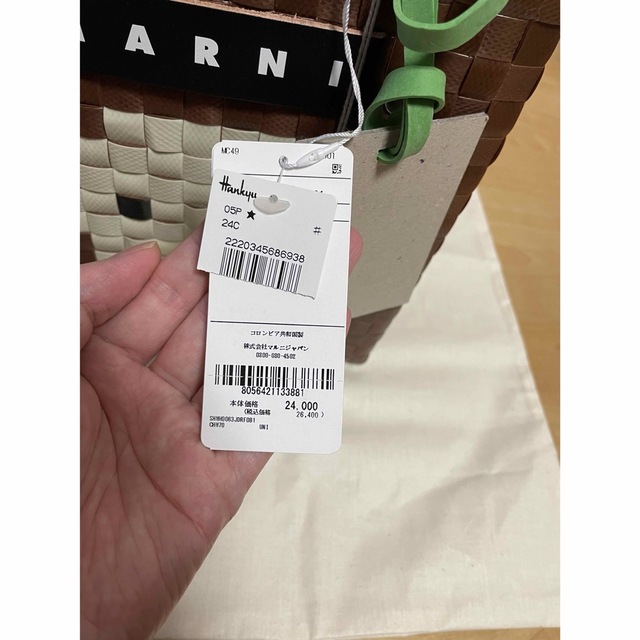 ARNI
MC49
Hankyu
05P ★
24C
#
2220345686938
コロンビア共和国製
株式会社マルニジャパン
0800-080-4502
8056421133881
本体価格 24,000
(税込価格 26,400 )
SHMH0063J0RF081
CHV70 UNI